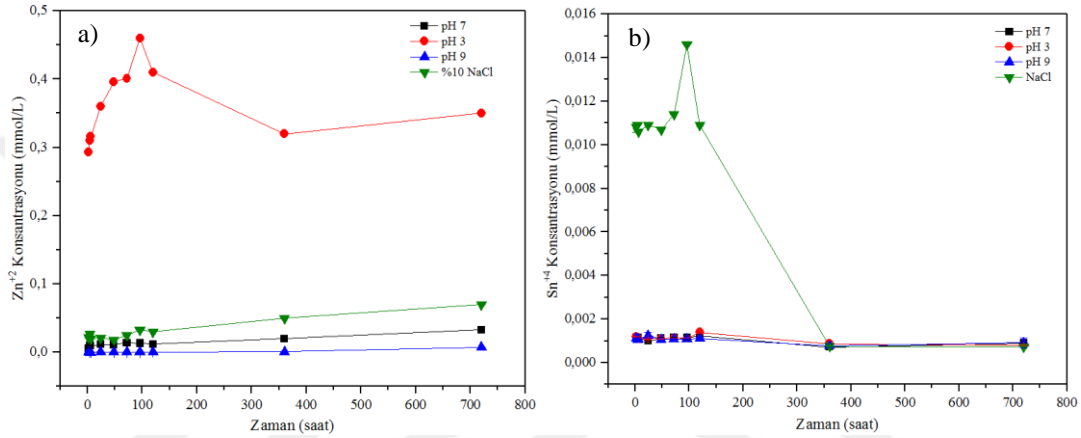 a)
pH 7
pH 3
pH 9
%10 NaCl
0,5
0,4
0,3
0,2
0,1
0,0
Zn+2 Konsantrasyonu (mmol/L)
0 100 200 300 400 500 600 700 800
Zaman (saat)
b)
pH 7
pH 3
pH 9
NaCl
0,016
0,014
0,012
0,010
0,008
0,006
0,004
0,002
0,000
Sn+4 Konsantrasyonu (mmol/L)
0 100 200 300 400 500 600 700 800
Zaman (saat)